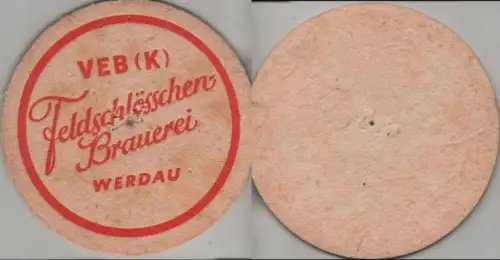 VEB (K)
Feldschlösschen
Brauerei
WERDAU